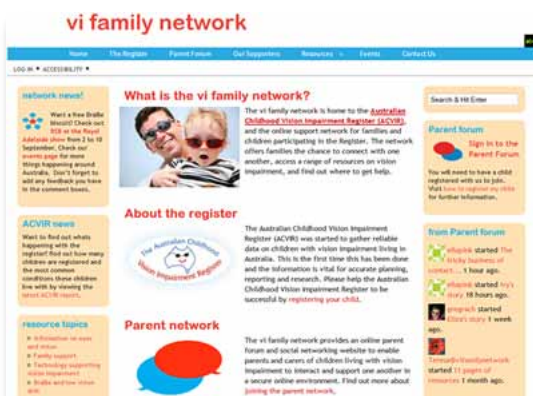 vi family network
Home The Register Parent Forum Our Supporters Resources Events Contact Us
LOG IN ACCESSIBILITY
network news!
Want a free Braille
biscuit? Check out
RSB at the Royal
Adelaide show from 2 to 10
September. Check our
events page for more
things happening around
Australia. Don't forget to
add any feedback you have
in the comment boxes.
ACVIR news
Want to find out whats
happening with the
register? Find out how many
children are registered and
the most common
conditions these children
live with by viewing the
latest ACVIR report.
resource topics
Information on eyes
and vision
Family support
Technology supporting
vision impairment
Braille and low vision
aids
What is the vi family network?
The vi family network is home to the Australian
Childhood Vision Impairment Register (ACVIR),
and the online support network for families and
children participating in the Register. The network
offers families the chance to connect with one
another, access a range of resources on vision
impairment, and find out where to get help.
About the register
The Australian Childhood
Vision Impairment Register
The Australian Childhood Vision Impairment
Register (ACVIR) was started to gather reliable
data on children with vision impairment living in
Australia. This is the first time this has been done
and the information is vital for accurate planning,
reporting and research. Please help the Australian
Childhood Vision Impairment Register to be
successful by registering your child.
Parent network
The vi family network provides an online parent
forum and social networking website to enable
parents and carers of children living with vision
impairment to interact and support one another in
a secure online environment. Find out more about
joining the parent network.
Search & Hit Enter
Parent forum
Sign in to the
Parent Forum
You will need to have a child
registered with us to join.
Visit how to register my child
for further information.
from Parent forum
started The
tricky business of
contact... 1 hour ago.
started Ivy's
story 18 hours ago.
started
story 1 week
ago.
started 11 pages of
resources 1 month ago.